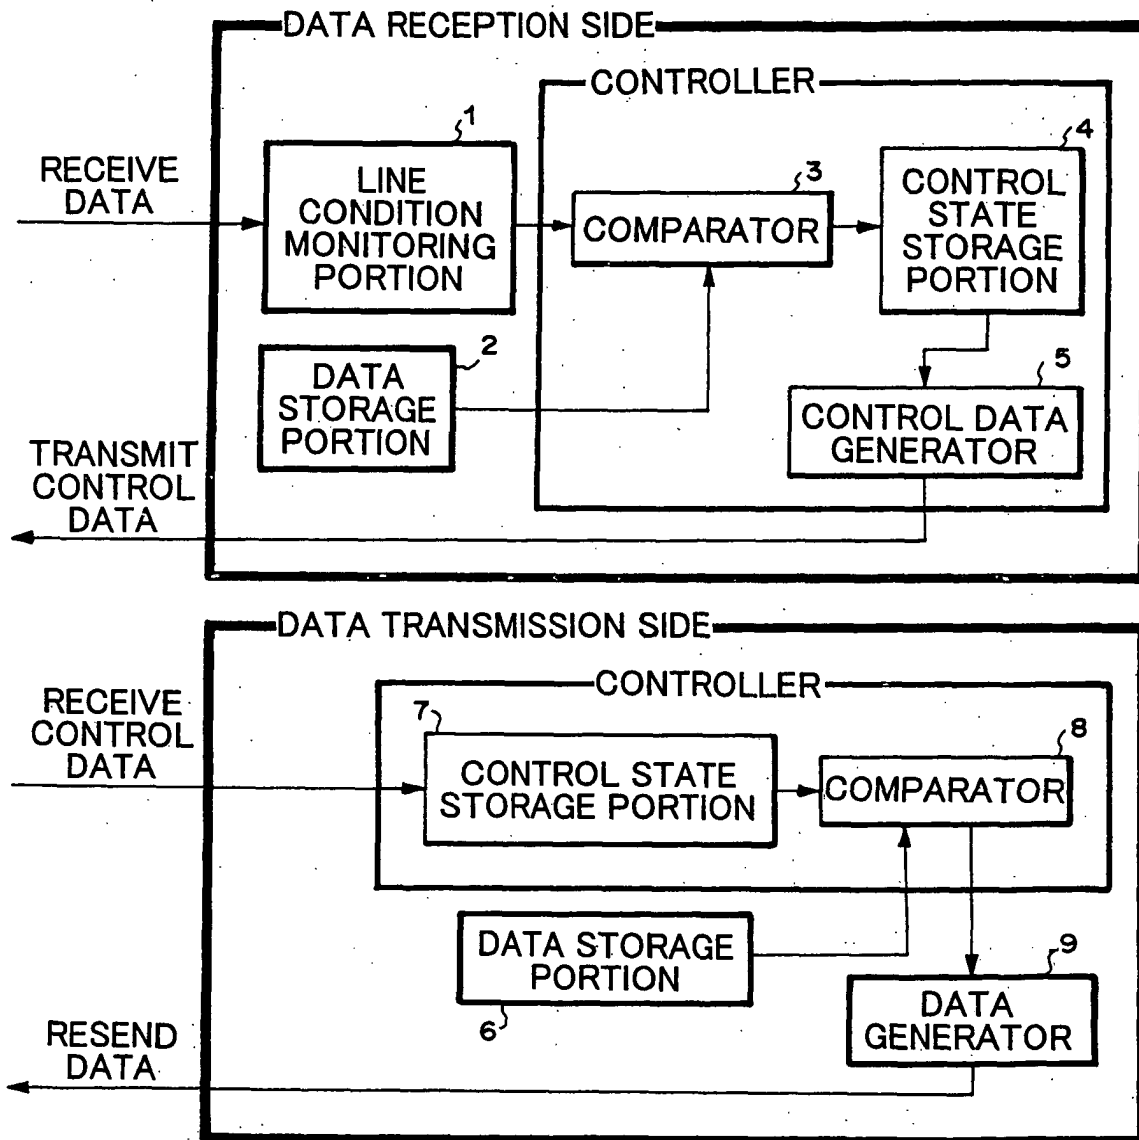 DATA RECEPTION SIDE
CONTROLLER
1
RECEIVE
DATA
LINE
CONDITION
MONITORING
PORTION
3
COMPARATOR
4
CONTROL
STATE
STORAGE
PORTION
2
DATA
STORAGE
PORTION
5
CONTROL DATA
GENERATOR
TRANSMIT
CONTROL
DATA
DATA TRANSMISSION SIDE
CONTROLLER
RECEIVE
CONTROL
DATA
7
CONTROL STATE
STORAGE PORTION
8
COMPARATOR
DATA STORAGE
PORTION
6
9
DATA
GENERATOR
RESEND
DATA